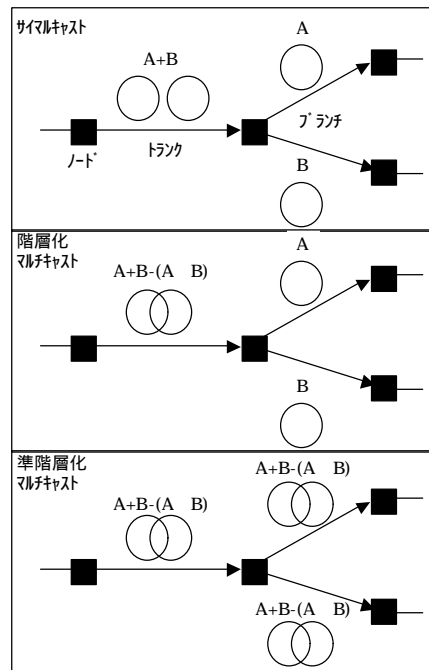 サイマルキャスト
A
A+B
ブランチ
ノード
トランク
B
階層化
マルチキャスト
A
A+B-(A B)
B
準階層化
マルチキャスト
A+B-(A B)
A+B-(A B)
A+B-(A B)